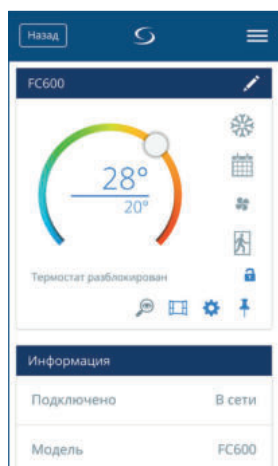 Назад
FC600
28°
20°
Термостат разблокирован
Информация
Подключено В сети
Модель FC600